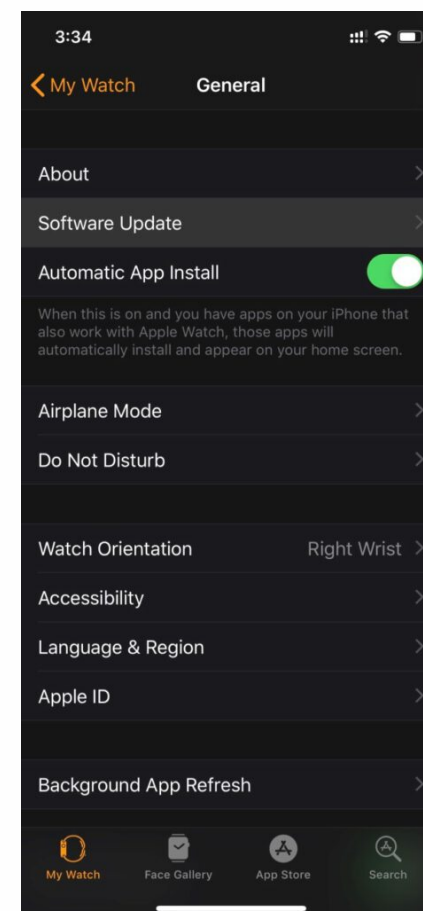 3:34
My Watch General
About
Software Update
Automatic App Install
When this is on and you have apps on your iPhone that
also work with Apple Watch, those apps will
automatically install and appear on your home screen.
Airplane Mode
Do Not Disturb
Watch Orientation Right Wrist
Accessibility
Language & Region
Apple ID
Background App Refresh
My Watch Face Gallery App Store Search